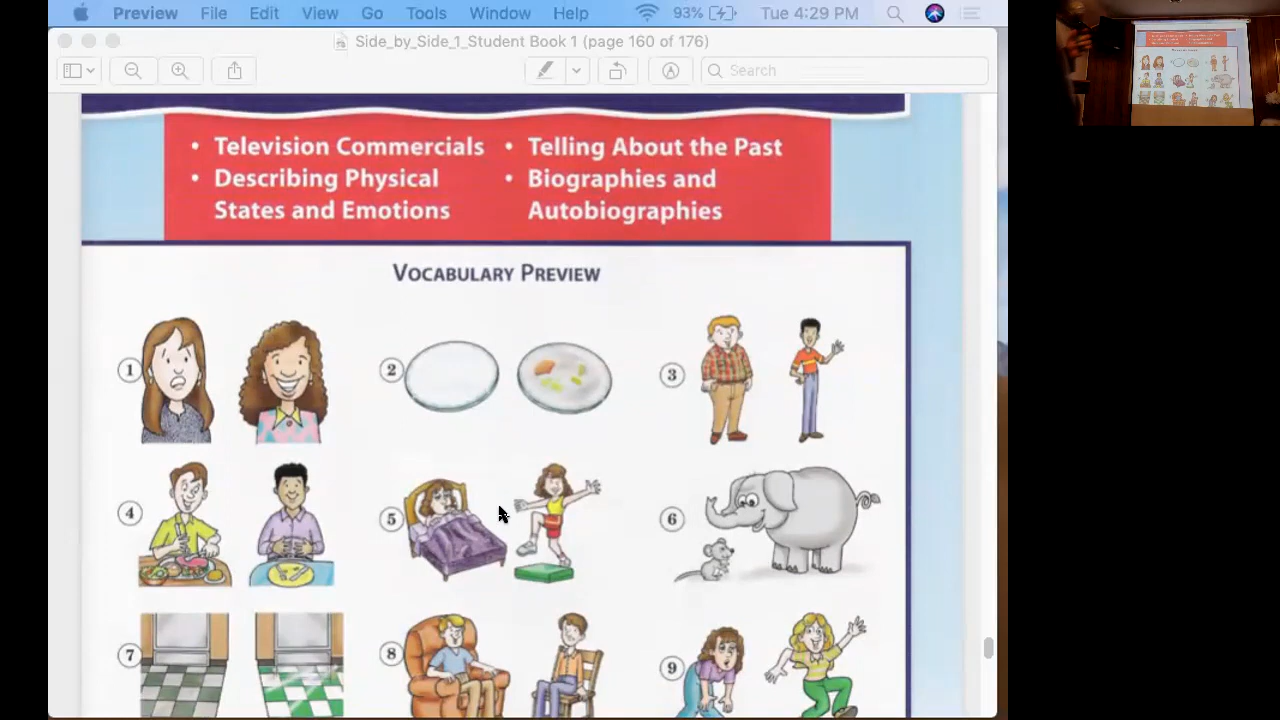 Preview File Edit View Go Tools Window Help 93% Tue 4:29 PM
Side_by_Side_1_Student Book 1 (page 160 of 176)
Search
• Television Commercials
• Describing Physical
States and Emotions
• Telling About the Past
• Biographies and
Autobiographies
VOCABULARY PREVIEW
1
2
3
4
5
6
7
8
9